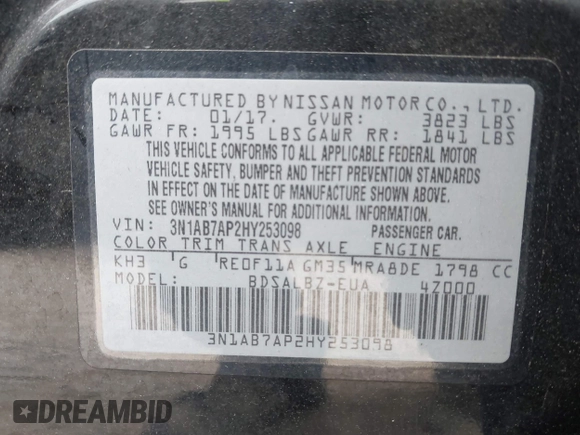 MANUFACTURED BY NISSAN MOTOR CO., LTD.
DATE: 01/17. GVWR: 3823 LBS
GAWR FR: 1995 LBS GAWR RR: 1841 LBS
THIS VEHICLE CONFORMS TO ALL APPLICABLE FEDERAL MOTOR
VEHICLE SAFETY, BUMPER AND THEFT PREVENTION STANDARDS
IN EFFECT ON THE DATE OF MANUFACTURE SHOWN ABOVE.
SEE OWNER'S MANUAL FOR ADDITIONAL INFORMATION.
VIN: 3N1AB7AP2HY253098 PASSENGER CAR.
COLOR TRIM TRANS AXLE ENGINE
KH3 G RE0F11A GM35 MRA8DE 1798 CC
MODEL: BDSALBZ-EUA 4Z000
3N1AB7AP2HY253098
DREAMBID